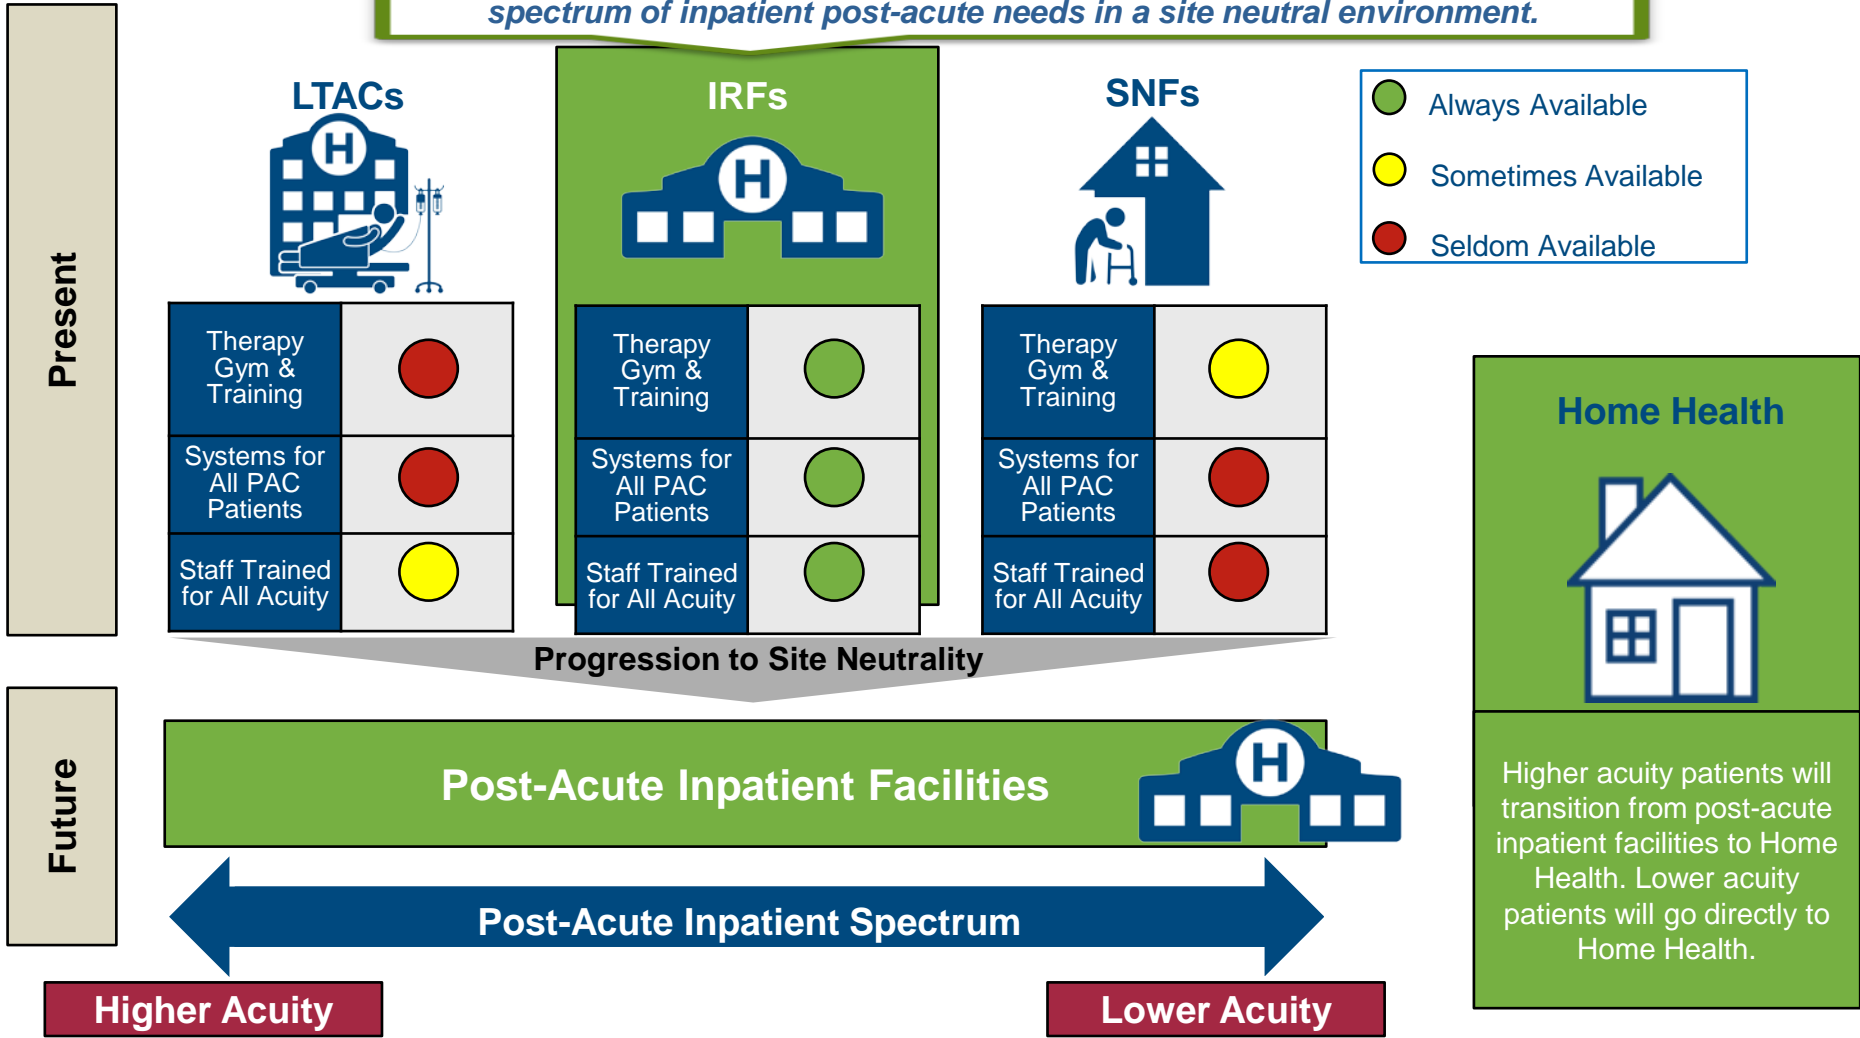 spectrum of inpatient post-acute needs in a site neutral environment.
Present
LTACs
H
Therapy
Gym &
Training
Systems for
All PAC
Patients
Staff Trained
for All Acuity
IRFs
H
Therapy
Gym &
Training
Systems for
All PAC
Patients
Staff Trained
for All Acuity
SNFs
Therapy
Gym &
Training
Systems for
All PAC
Patients
Staff Trained
for All Acuity
Always Available
Sometimes Available
Seldom Available
Progression to Site Neutrality
Future
Post-Acute Inpatient Facilities
H
Post-Acute Inpatient Spectrum
Higher Acuity
Lower Acuity
Home Health
Higher acuity patients will
transition from post-acute
inpatient facilities to Home
Health. Lower acuity
patients will go directly to
Home Health.